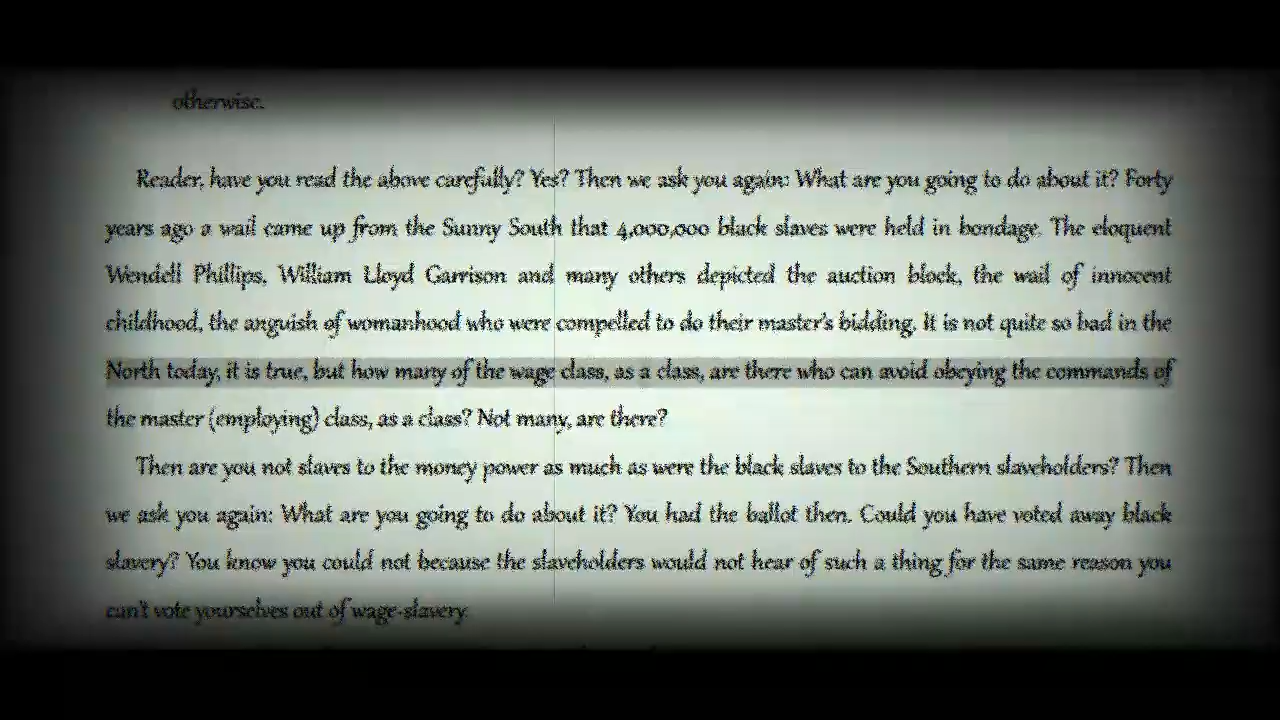 otherwise.
Reader, have you read the above carefully? Yes? Then we ask you again: What are you going to do about it? Forty
years ago a wail came up from the Sunny South that 4,000,000 black slaves were held in bondage. The eloquent
Wendell Phillips, William Lloyd Garrison and many others depicted the auction block, the wail of innocent
childhood, the anguish of womanhood who were compelled to do their master's bidding. It is not quite so bad in the
North today, it is true, but how many of the wage class, as a class, are there who can avoid obeying the commands of
the master (employing) class, as a class? Not many, are there?
Then are you not slaves to the money power as much as were the black slaves to the Southern slaveholders? Then
we ask you again: What are you going to do about it? You had the ballot then. Could you have voted away black
slavery? You know you could not because the slaveholders would not hear of such a thing for the same reason you
can't vote yourselves out of wage-slavery.